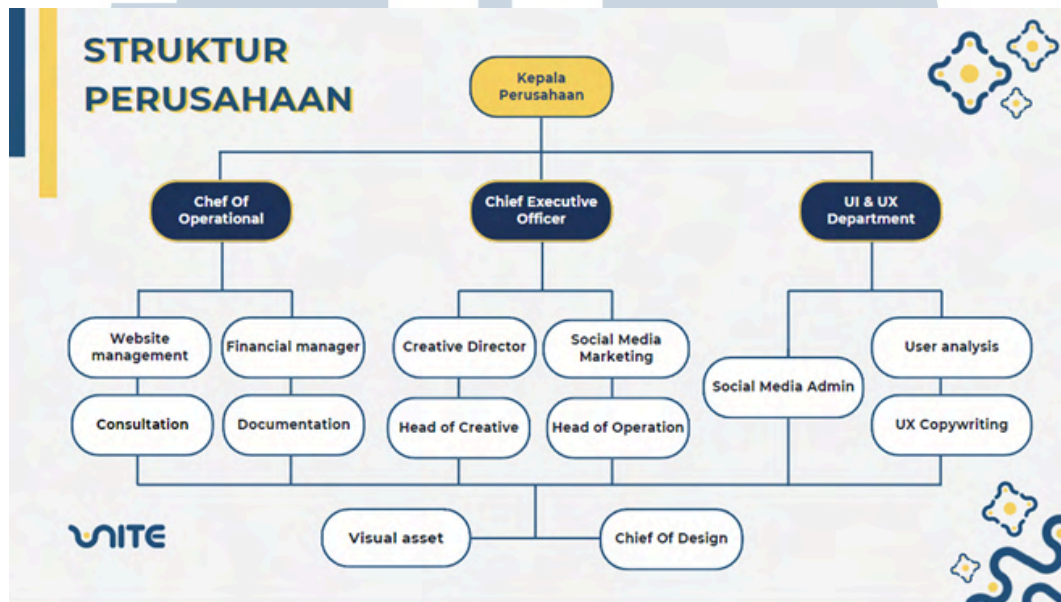 STRUKTUR
PERUSAHAAN
Kepala
Perusahaan
Chef Of
Operational
Chief Executive
Officer
UI & UX
Department
Website
management
Financial manager
Creative Director
Social Media
Marketing
Social Media Admin
User analysis
Consultation
Documentation
Head of Creative
Head of Operation
UX Copywriting
UNITE
Visual asset
Chief Of Design